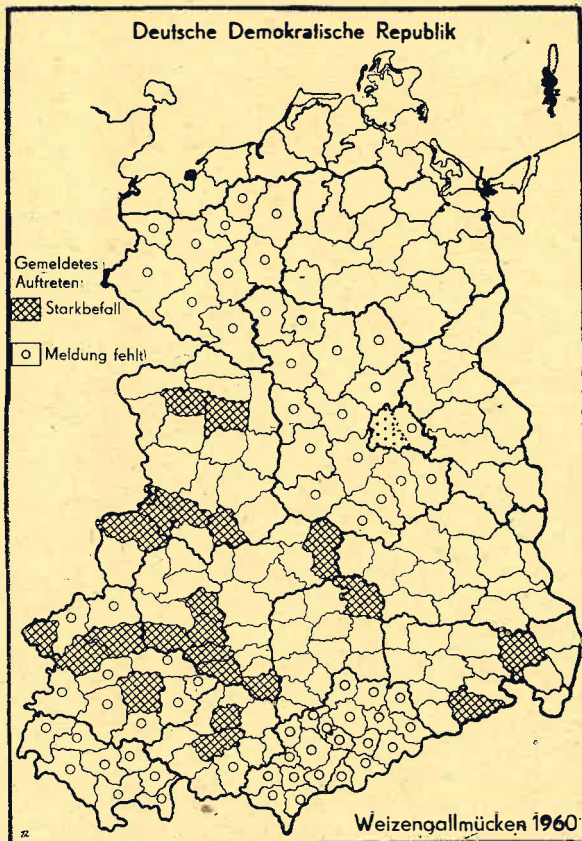 Deutsche Demokratische Republik
Gemeldetes
Auftreten:
Starkbefall
Meldung fehlt
Weizengallmücken 1960